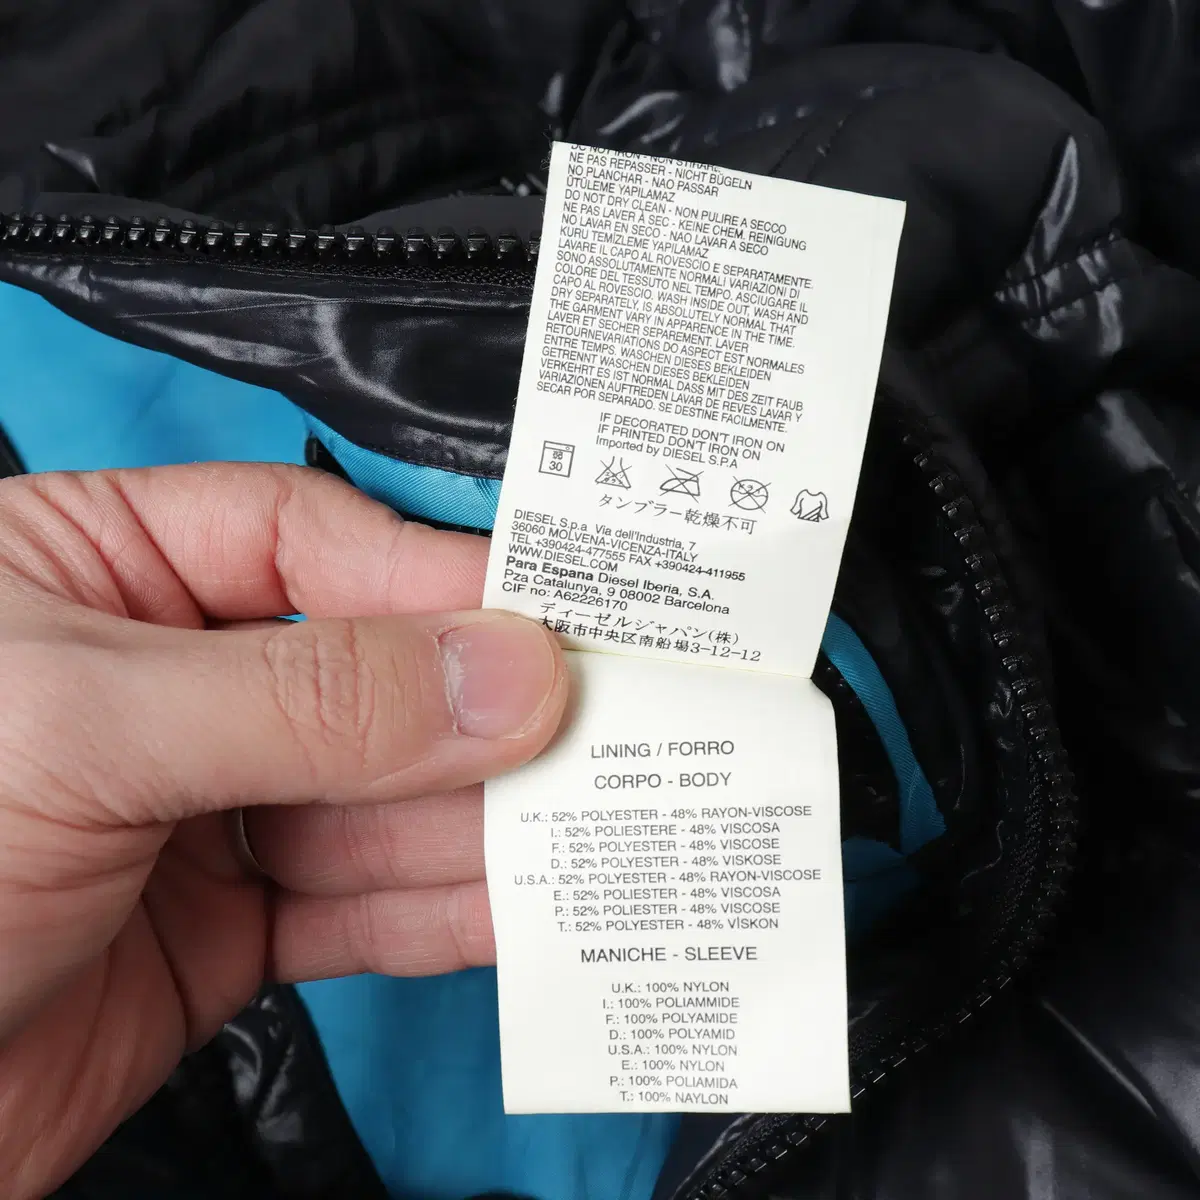 DO NOT IRON - NON STIRARE
NE PAS REPASSER - NICHT BÜGELN
NO PLANCHAR - NAO PASSAR
ÜTÜLEME YAPILAMAZ
DO NOT DRY CLEAN - NON PULIRE A SECCO
NE PAS LAVER À SEC - KEINE CHEM. REINIGUNG
NO LAVAR EN SECO - NAO LAVAR A SECO
KURU TEMIZLEME YAPILAMAZ
LAVARE IL CAPO AL ROVESCIO E SEPARATAMENTE.
SONO ASSOLUTAMENTE NORMALI VARIAZIONI DI
COLORE DEL TESSUTO NEL TEMPO. ASCIUGARE IL
CAPO AL ROVESCIO. WASH INSIDE OUT, WASH AND
DRY SEPARATELY, IS ABSOLUTELY NORMAL THAT
THE GARMENT VARY IN APPARENCE IN THE TIME.
LAVER ET SECHER SEPAREMENT. LAVER
RETOURNEVARIATIONS DO ASPECT EST NORMALES
ENTRE TEMPS. WASCHEN DIESES BEKLEIDEN
GETRENNT WASCHEN DIESES BEKLEIDEN
VERKEHRT ES IST NORMAL DASS MIT DES ZEIT FAUB
VARIAZIONEN AUFTREDEN LAVAR DE REVES LAVAR Y
SECAR POR SEPARADO. SE DESTINE FACILMENTE.
IF DECORATED DON'T IRON ON
IF PRINTED DON'T IRON ON
Imported by DIESEL S.P.A
30
タンブラー乾燥不可
DIESEL S.p.a Via dell'Industria, 7
36060 MOLVENA-VICENZA-ITALY
TEL +390424-477555 FAX +390424-411955
WWW.DIESEL.COM
Para Espana Diesel Iberia, S.A.
Pza Catalunya, 9 08002 Barcelona
CIF no: A62226170
ディーゼルジャパン(株)
大阪市中央区南船場3-12-12
LINING / FORRO
CORPO - BODY
U.K.: 52% POLYESTER - 48% RAYON-VISCOSE
I.: 52% POLIESTERE - 48% VISCOSA
F.: 52% POLYESTER - 48% VISCOSE
D.: 52% POLYESTER - 48% VISKOSE
U.S.A.: 52% POLYESTER - 48% RAYON-VISCOSE
E.: 52% POLIESTER - 48% VISCOSA
P.: 52% POLIESTER - 48% VISCOSE
T.: 52% POLYESTER - 48% VİSKON
MANICHE - SLEEVE
U.K.: 100% NYLON
I.: 100% POLIAMMIDE
F.: 100% POLYAMIDE
D.: 100% POLYAMID
U.S.A.: 100% NYLON
E.: 100% NYLON
P.: 100% POLIAMIDA
T.: 100% NAYLON